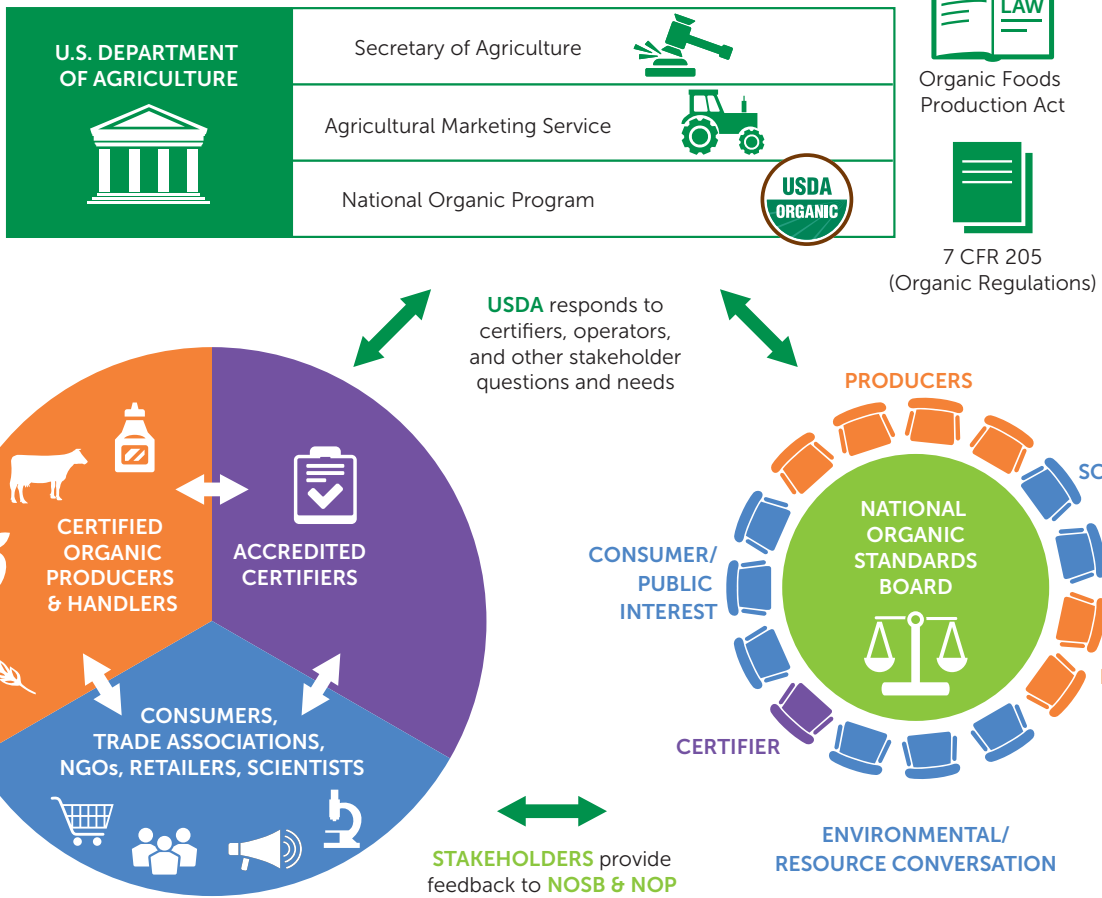 U.S. DEPARTMENT
OF AGRICULTURE
Secretary of Agriculture
Agricultural Marketing Service
National Organic Program
USDA
ORGANIC
LAW
Organic Foods
Production Act
7 CFR 205
(Organic Regulations)
USDA responds to
certifiers, operators,
and other stakeholder
questions and needs
CERTIFIED
ORGANIC
PRODUCERS
& HANDLERS
ACCREDITED
CERTIFIERS
CONSUMERS,
TRADE ASSOCIATIONS,
NGOs, RETAILERS, SCIENTISTS
STAKEHOLDERS provide
feedback to NOSB & NOP
PRODUCERS
CONSUMER/
PUBLIC
INTEREST
NATIONAL
ORGANIC
STANDARDS
BOARD
CERTIFIER
ENVIRONMENTAL/
RESOURCE CONVERSATION